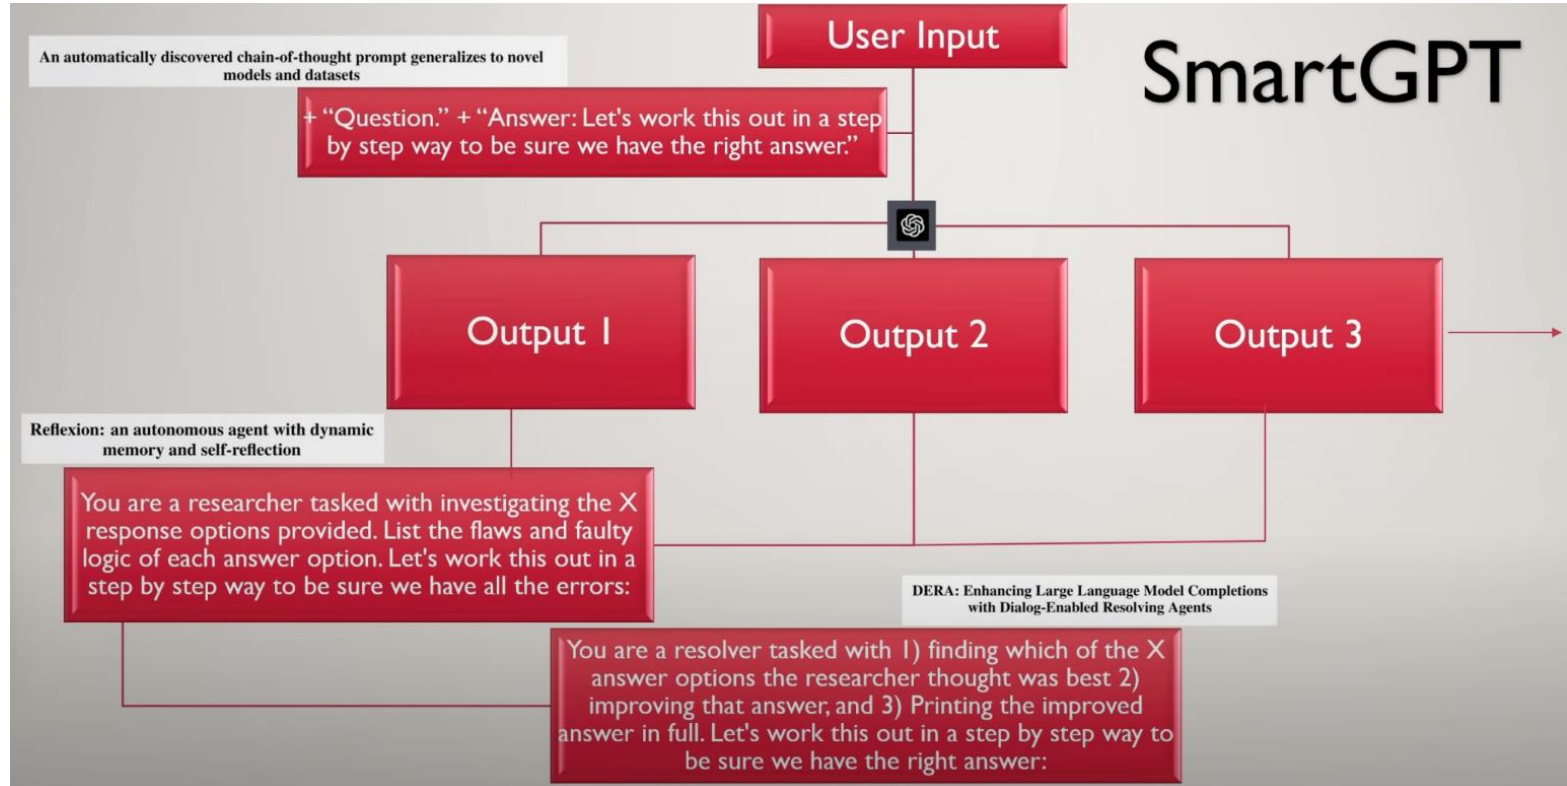 User Input
SmartGPT
An automatically discovered chain-of-thought prompt generalizes to novel
models and datasets
+ “Question.” + “Answer: Let's work this out in a step
by step way to be sure we have the right answer.”
Output 1
Output 2
Output 3
Reflexion: an autonomous agent with dynamic
memory and self-reflection
You are a researcher tasked with investigating the X
response options provided. List the flaws and faulty
logic of each answer option. Let's work this out in a
step by step way to be sure we have all the errors:
DERA: Enhancing Large Language Model Completions
with Dialog-Enabled Resolving Agents
You are a resolver tasked with 1) finding which of the X
answer options the researcher thought was best 2)
improving that answer, and 3) Printing the improved
answer in full. Let's work this out in a step by step way to
be sure we have the right answer: